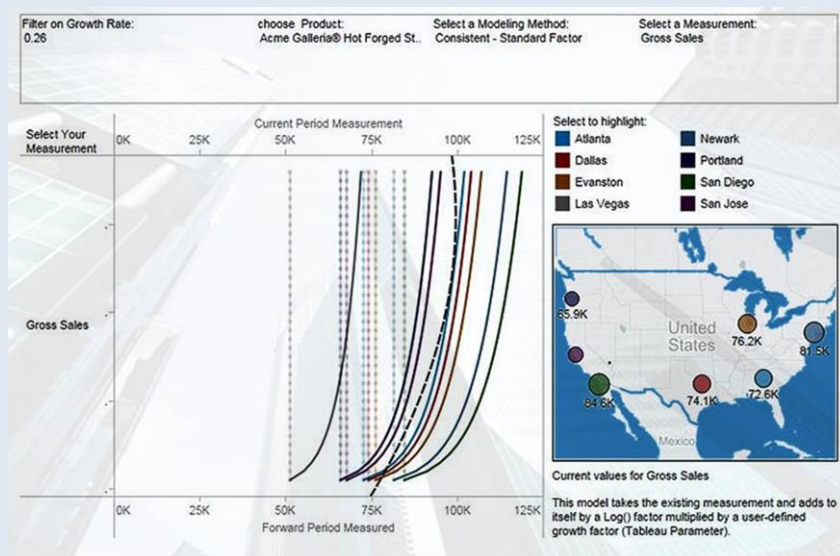 Filter on Growth Rate:
0.26
choose Product:
Acme Galleria® Hot Forged St..
Select a Modeling Method:
Consistent - Standard Factor
Select a Measurement:
Gross Sales
Select Your
Measurement
Current Period Measurement
0K 25K 50K 75K 100K 125K
Gross Sales
0K 25K 50K 75K 100K 125K
Forward Period Measured
Select to highlight:
Atlanta
Dallas
Evanston
Las Vegas
Newark
Portland
San Diego
San Jose
65.9K
United
States
76.2K
81.5K
84.6K
74.1K
72.6K
Mexico
Current values for Gross Sales
This model takes the existing measurement and adds to
itself by a Log() factor multiplied by a user-defined
growth factor (Tableau Parameter).